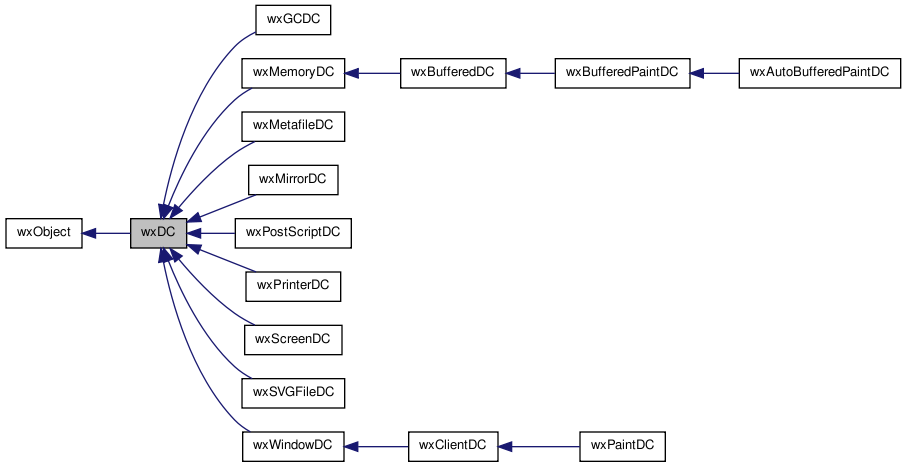 wxGCDC
wxMemoryDC
wxBufferedDC
wxBufferedPaintDC
wxAutoBufferedPaintDC
wxMetafileDC
wxMirrorDC
wxObject
wxDC
wxPostScriptDC
wxPrinterDC
wxScreenDC
wxSVGFileDC
wxWindowDC
wxClientDC
wxPaintDC